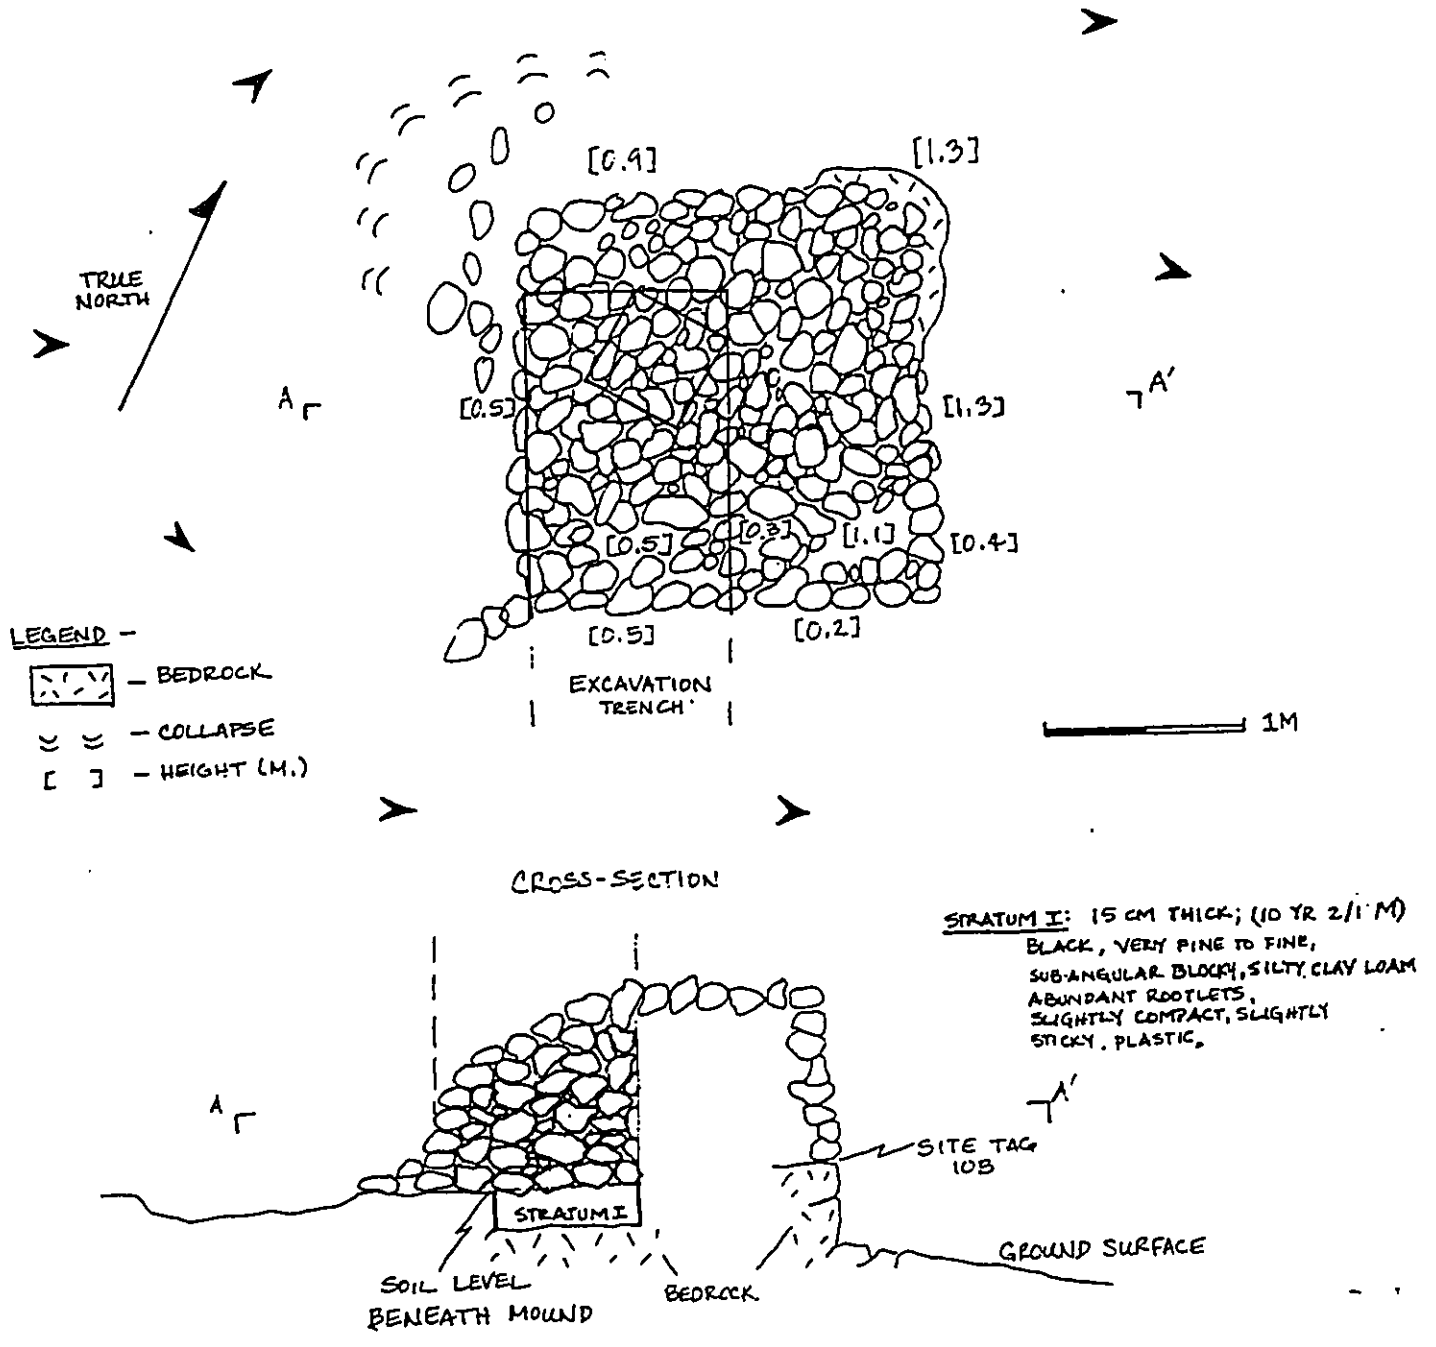 [0.9]
[1.3]
TRUE
NORTH
A
A'
[0.5]
[1.3]
[0.5]
[0.3]
[1.1]
[0.4]
[0.5]
[0.2]
LEGEND -
- BEDROCK
- COLLAPSE
[ ] - HEIGHT (M.)
EXCAVATION
TRENCH
1M
CROSS-SECTION
STRATUM I: 15 CM THICK; (10 YR 2/1 M)
BLACK, VERY FINE TO FINE,
SUB-ANGULAR BLOCKY, SILTY CLAY LOAM
ABUNDANT ROOTLETS,
SLIGHTLY COMPACT, SLIGHTLY
STICKY, PLASTIC.
A
A'
SITE TAG
10B
STRATUM I
GROUND SURFACE
SOIL LEVEL
BENEATH MOUND
BEDROCK